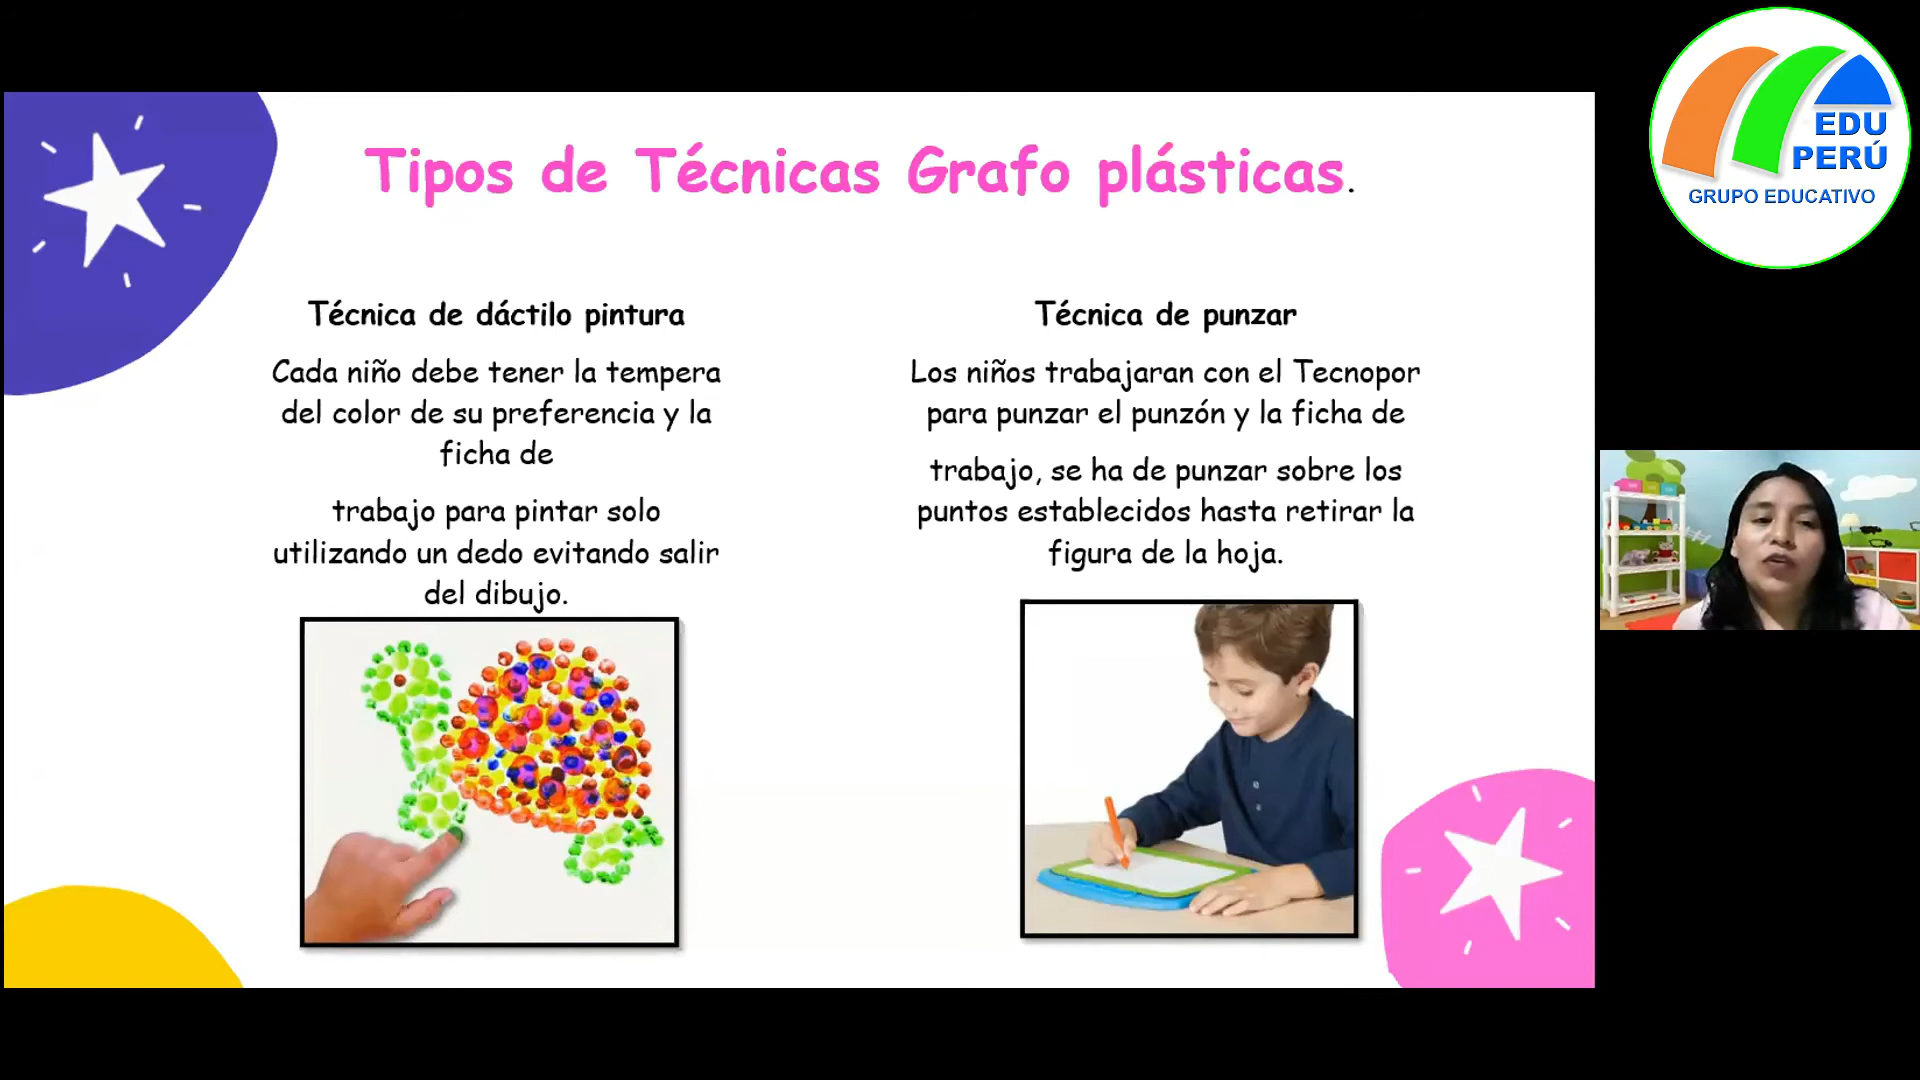 Tipos de Técnicas Grafo plásticas.
Técnica de dáctilo pintura
Cada niño debe tener la tempera
del color de su preferencia y la
ficha de
trabajo para pintar solo
utilizando un dedo evitando salir
del dibujo.
Técnica de punzar
Los niños trabajaran con el Tecnopor
para punzar el punzón y la ficha de
trabajo, se ha de punzar sobre los
puntos establecidos hasta retirar la
figura de la hoja.
EDU
PERÚ
GRUPO EDUCATIVO